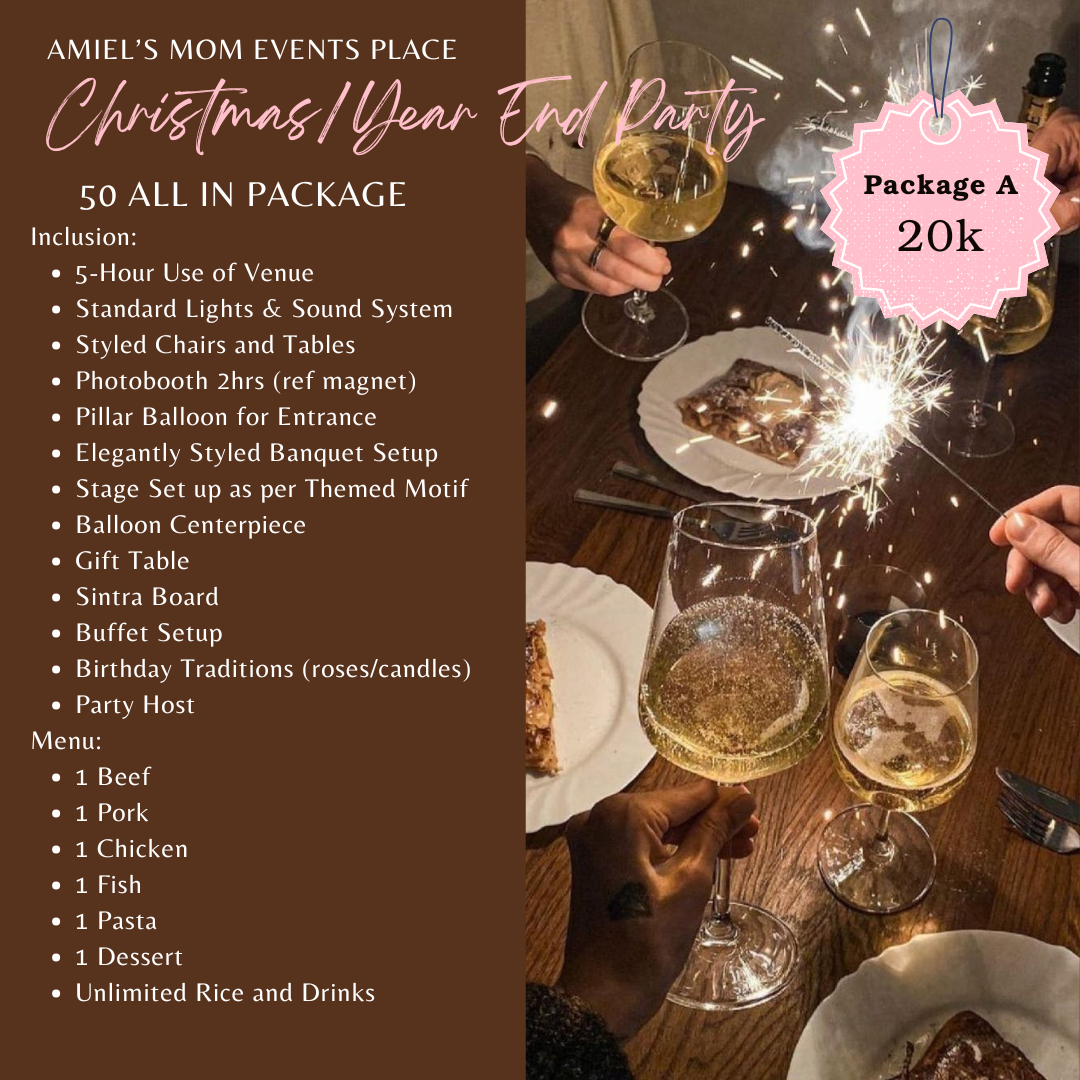 AMIEL'S MOM EVENTS PLACE
Christmas/Year End Party
50 ALL IN PACKAGE
Inclusion:
• 5-Hour Use of Venue
• Standard Lights & Sound System
• Styled Chairs and Tables
• Photobooth 2hrs (ref magnet)
• Pillar Balloon for Entrance
• Elegantly Styled Banquet Setup
• Stage Set up as per Themed Motif
• Balloon Centerpiece
• Gift Table
• Sintra Board
• Buffet Setup
• Birthday Traditions (roses/candles)
• Party Host
Menu:
• 1 Beef
• 1 Pork
• 1 Chicken
• 1 Fish
• 1 Pasta
• 1 Dessert
• Unlimited Rice and Drinks
Package A
20k